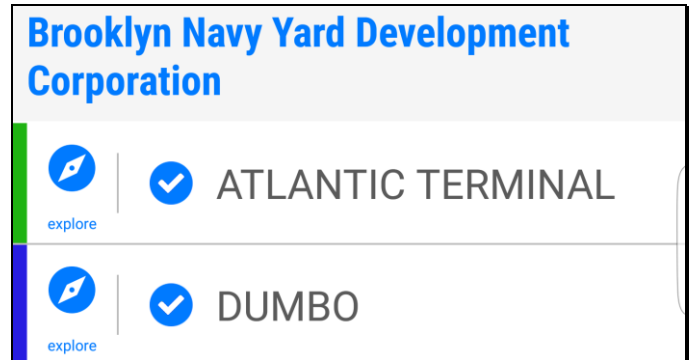 Brooklyn Navy Yard Development
Corporation
ATLANTIC TERMINAL
explore
DUMBO
explore